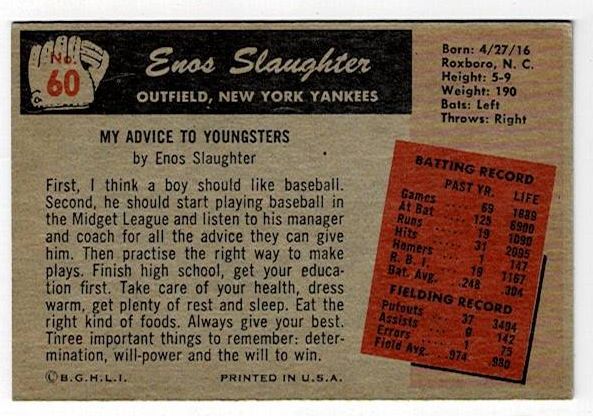 No.
60
Enos Slaughter
OUTFIELD, NEW YORK YANKEES
Born: 4/27/16
Roxboro, N. C.
Height: 5-9
Weight: 190
Bats: Left
Throws: Right
MY ADVICE TO YOUNGSTERS
by Enos Slaughter
First, I think a boy should like baseball.
Second, he should start playing baseball in
the Midget League and listen to his manager
and coach for all the advice they can give
him. Then practise the right way to make
plays. Finish high school, get your educa-
tion first. Take care of your health, dress
warm, get plenty of rest and sleep. Eat the
right kind of foods. Always give your best.
Three important things to remember: deter-
mination, will-power and the will to win.
BATTING RECORD
PAST YR. LIFE
Games .... 69 1889
At Bat .... 125 6900
Runs .... 19 1090
Hits .... 31 2095
Homers .... 1 147
R. B. I. .... 19 1167
Bat. Avg. .. .248 .304
FIELDING RECORD
Putouts .... 37 3404
Assists .... 0 142
Errors .... 1 75
Field Avg. .. .974 .980
©B.G.H.L.I. PRINTED IN U.S.A.